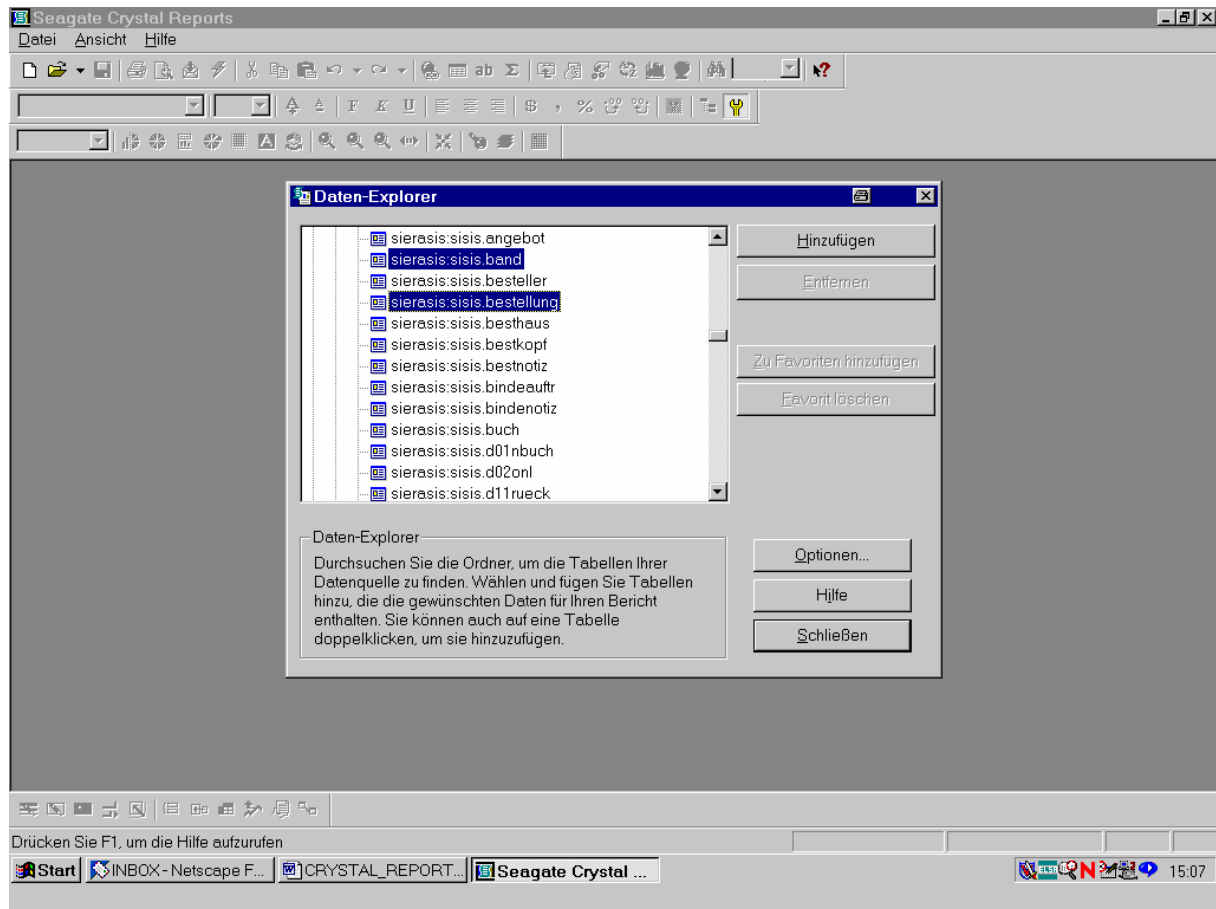 Seagate Crystal Reports
Datei Ansicht Hilfe
ab Σ
F K U $ , %
A
Daten-Explorer
sierasis:sisis.angebot
sierasis:sisis.band
sierasis:sisis.besteller
sierasis:sisis.bestellung
sierasis:sisis.besthaus
sierasis:sisis.bestkopf
sierasis:sisis.bestnotiz
sierasis:sisis.bindeauftr
sierasis:sisis.bindenotiz
sierasis:sisis.buch
sierasis:sisis.d01nbuch
sierasis:sisis.d02onl
sierasis:sisis.d11rueck
Hinzufügen
Entfernen
Zu Favoriten hinzufügen
Favorit löschen
Daten-Explorer
Durchsuchen Sie die Ordner, um die Tabellen Ihrer
Datenquelle zu finden. Wählen und fügen Sie Tabellen
hinzu, die die gewünschten Daten für Ihren Bericht
enthalten. Sie können auch auf eine Tabelle
doppelklicken, um sie hinzuzufügen.
Optionen...
Hilfe
Schließen
Drücken Sie F1, um die Hilfe aufzurufen
Start INBOX - Netscape F... CRYSTAL_REPORT... Seagate Crystal ... 15:07